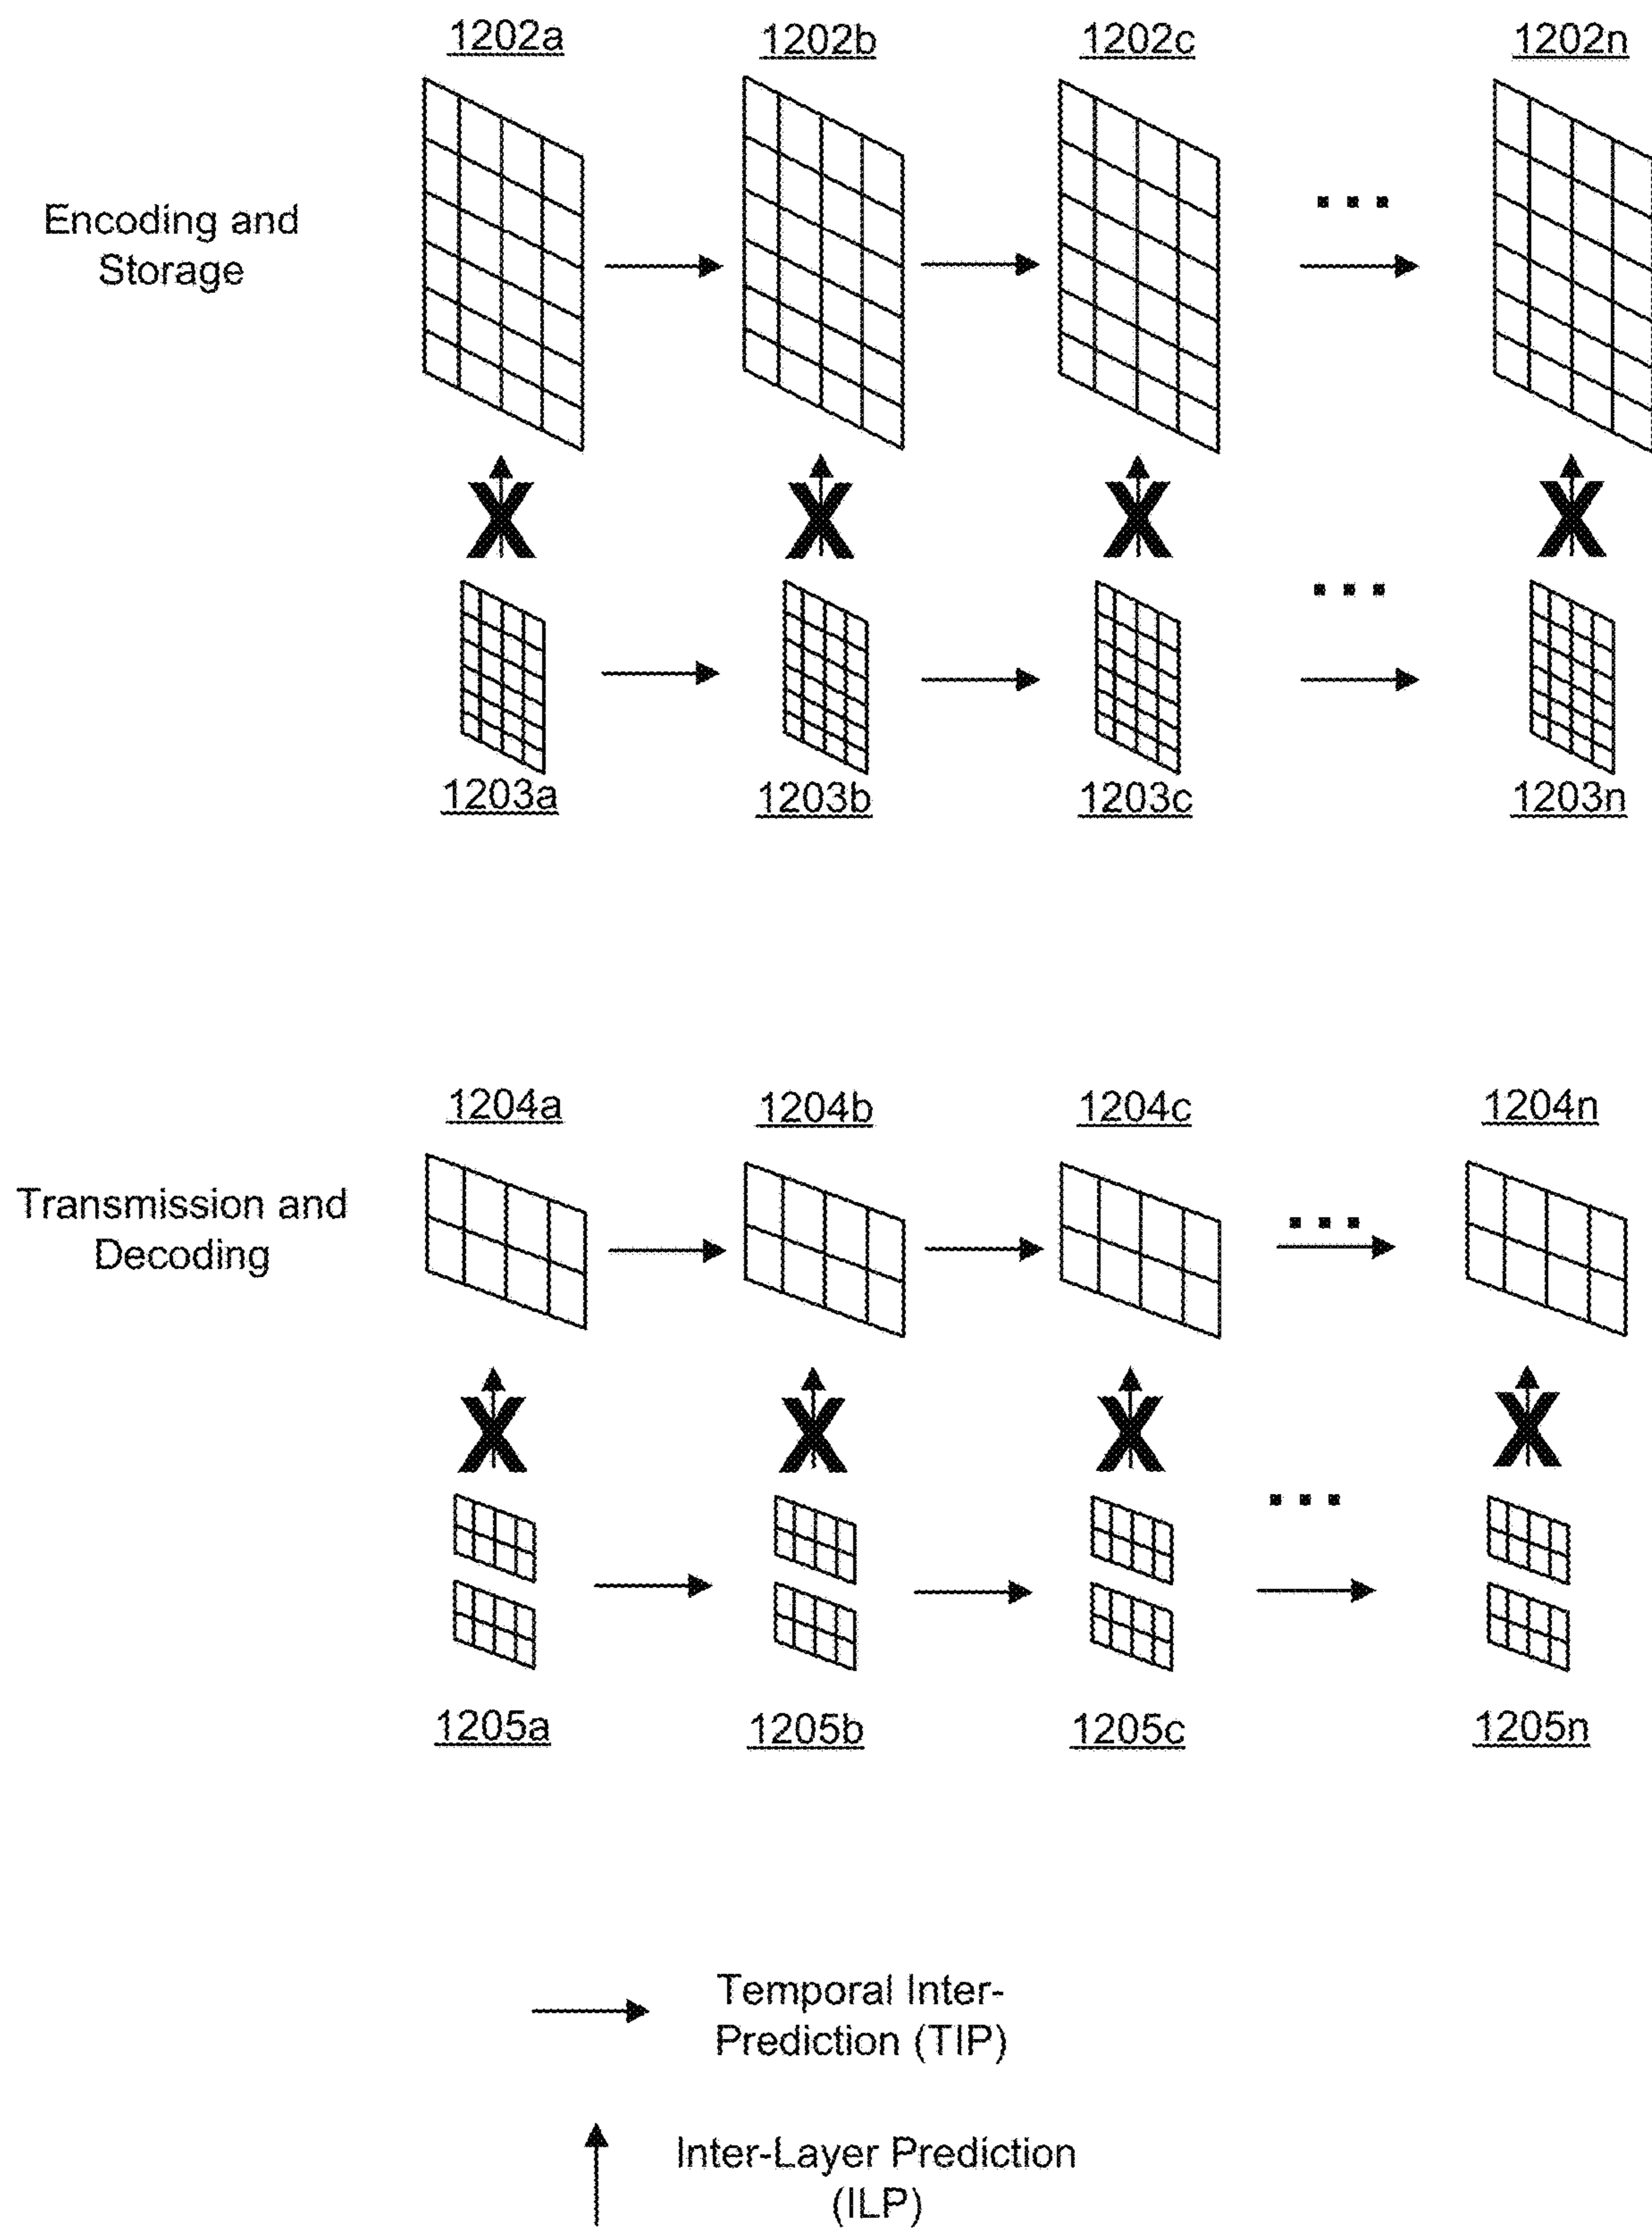 1202a 1202b 1202c 1202n
Encoding and
Storage
1203a 1203b 1203c 1203n
1204a 1204b 1204c 1204n
Transmission and
Decoding
1205a 1205b 1205c 1205n
Temporal Inter-
Prediction (TIP)
Inter-Layer Prediction
(ILP)